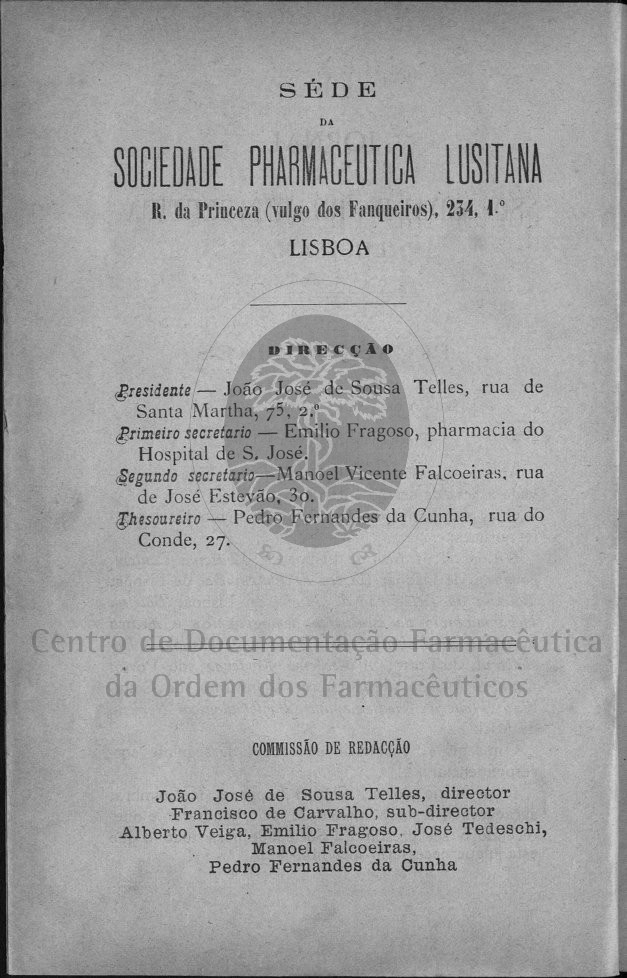 SÉDE
DA
SOCIEDADE PHARMACEUTICA LUSITANA
R. da Princeza (vulgo dos Fanqueiros), 234, 1.º
LISBOA
DIRECÇÃO
Presidente — João José de Sousa Telles, rua de
Santa Martha, 75, 2.º
Primeiro secretario — Emilio Fragoso, pharmacia do
Hospital de S. José.
Segundo secretario — Manoel Vicente Falcoeiras, rua
de José Estevão, 30.
Thesoureiro — Pedro Fernandes da Cunha, rua do
Conde, 27.
Centro de Documentação Farmacêutica
da Ordem dos Farmacêuticos
COMMISSÃO DE REDACÇÃO
João José de Sousa Telles, director
Francisco de Carvalho, sub-director
Alberto Veiga, Emilio Fragoso, José Tedeschi,
Manoel Falcoeiras,
Pedro Fernandes da Cunha